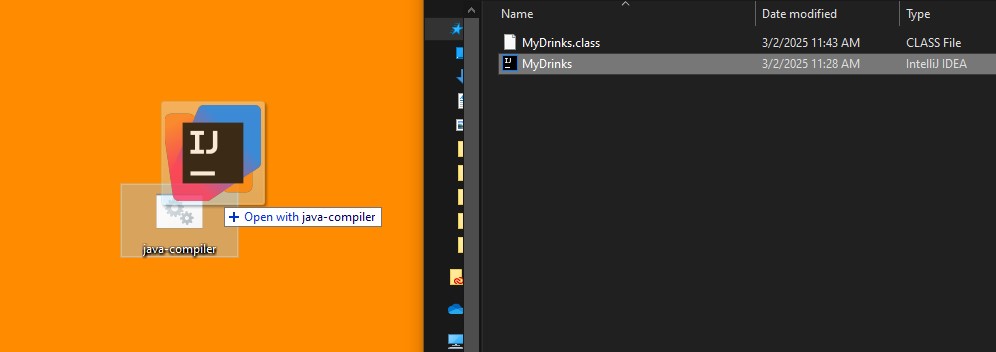 Name Date modified Type
MyDrinks.class 3/2/2025 11:43 AM CLASS File
MyDrinks 3/2/2025 11:28 AM IntelliJ IDEA
IJ
IJ
+ Open with java-compiler
java-compiler